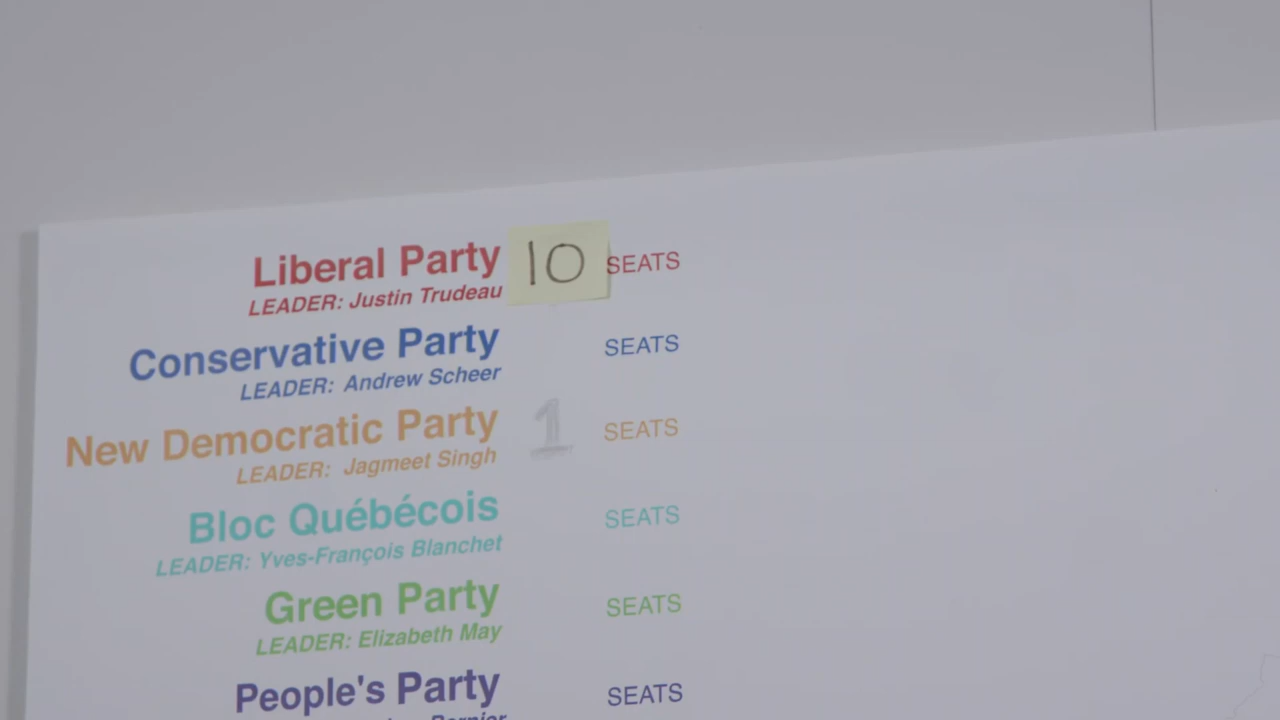 Liberal Party 10 SEATS
LEADER: Justin Trudeau
Conservative Party SEATS
LEADER: Andrew Scheer
New Democratic Party 1 SEATS
LEADER: Jagmeet Singh
Bloc Québécois SEATS
LEADER: Yves-François Blanchet
Green Party SEATS
LEADER: Elizabeth May
People's Party SEATS
Bernier